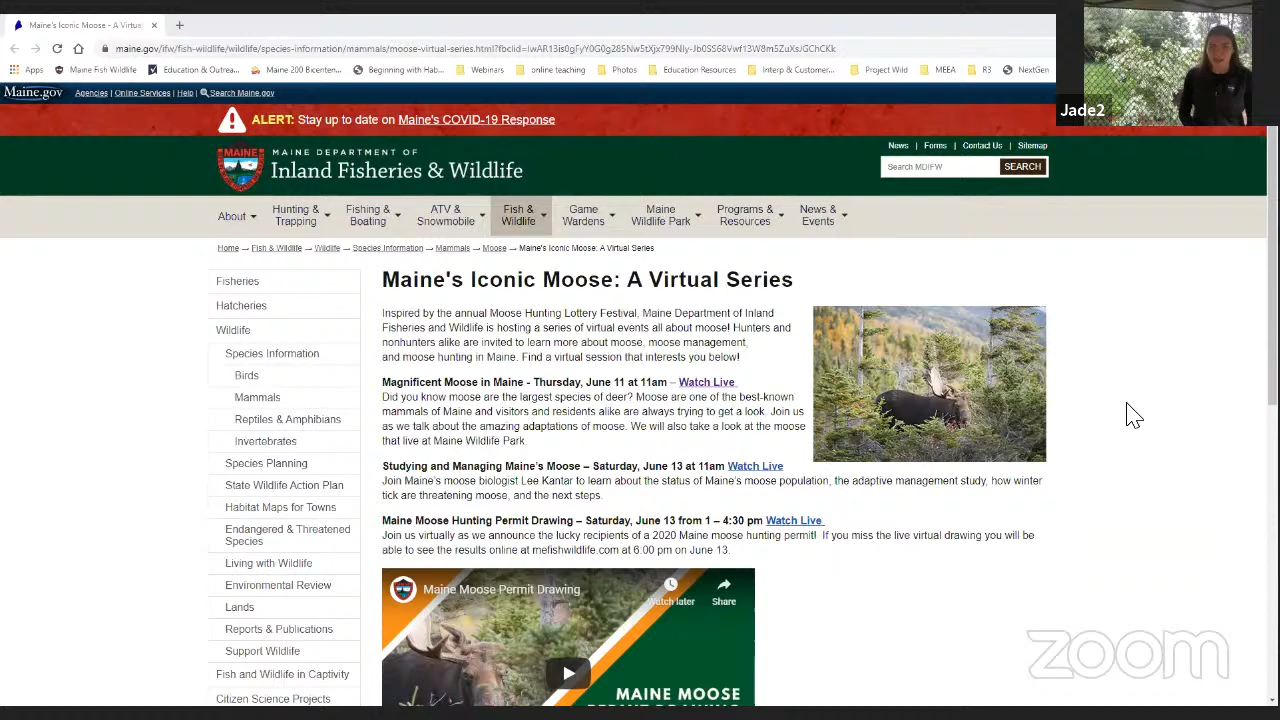 Maine's Iconic Moose - A Virtu
maine.gov/ifw/fish-wildlife/wildlife/species-information/mammals/moose-virtual-series.html?fbclid=
Apps Maine Fish Wildlife Education & Outrea... Maine 200 Bicenten... Beginning with Hab... Webinars online teaching Photos Education Resources Interp & Customer... Project Wild MEEA R3 NextGen
Jade2
Maine.gov Agencies | Online Services | Help | Search Maine.gov
ALERT: Stay up to date on Maine's COVID-19 Response
MAINE
MAINE DEPARTMENT OF
Inland Fisheries & Wildlife
News | Forms | Contact Us | Sitemap
Search MDIFW SEARCH
About Hunting & Trapping Fishing & Boating ATV & Snowmobile Fish & Wildlife Game Wardens Maine Wildlife Park Programs & Resources News & Events
Home → Fish & Wildlife → Wildlife → Species Information → Mammals → Moose → Maine's Iconic Moose: A Virtual Series
Fisheries
Hatcheries
Wildlife
Species Information
Birds
Mammals
Reptiles & Amphibians
Invertebrates
Species Planning
State Wildlife Action Plan
Habitat Maps for Towns
Endangered & Threatened
Species
Living with Wildlife
Environmental Review
Lands
Reports & Publications
Support Wildlife
Fish and Wildlife in Captivity
Citizen Science Projects
Maine's Iconic Moose: A Virtual Series
Inspired by the annual Moose Hunting Lottery Festival, Maine Department of Inland
Fisheries and Wildlife is hosting a series of virtual events all about moose! Hunters and
nonhunters alike are invited to learn more about moose, moose management,
and moose hunting in Maine. Find a virtual session that interests you below!
Magnificent Moose in Maine - Thursday, June 11 at 11am – Watch Live
Did you know moose are the largest species of deer? Moose are one of the best-known
mammals of Maine and visitors and residents alike are always trying to get a look. Join us
as we talk about the amazing adaptations of moose. We will also take a look at the moose
that live at Maine Wildlife Park.
Studying and Managing Maine's Moose – Saturday, June 13 at 11am Watch Live
Join Maine's moose biologist Lee Kantar to learn about the status of Maine's moose population, the adaptive management study, how winter
tick are threatening moose, and the next steps.
Maine Moose Hunting Permit Drawing – Saturday, June 13 from 1 – 4:30 pm Watch Live
Join us virtually as we announce the lucky recipients of a 2020 Maine moose hunting permit! If you miss the live virtual drawing you will be
able to see the results online at mefishwildlife.com at 6:00 pm on June 13.
Maine Moose Permit Drawing
Watch later Share
MAINE MOOSE
PERMIT DRAWING
zoom